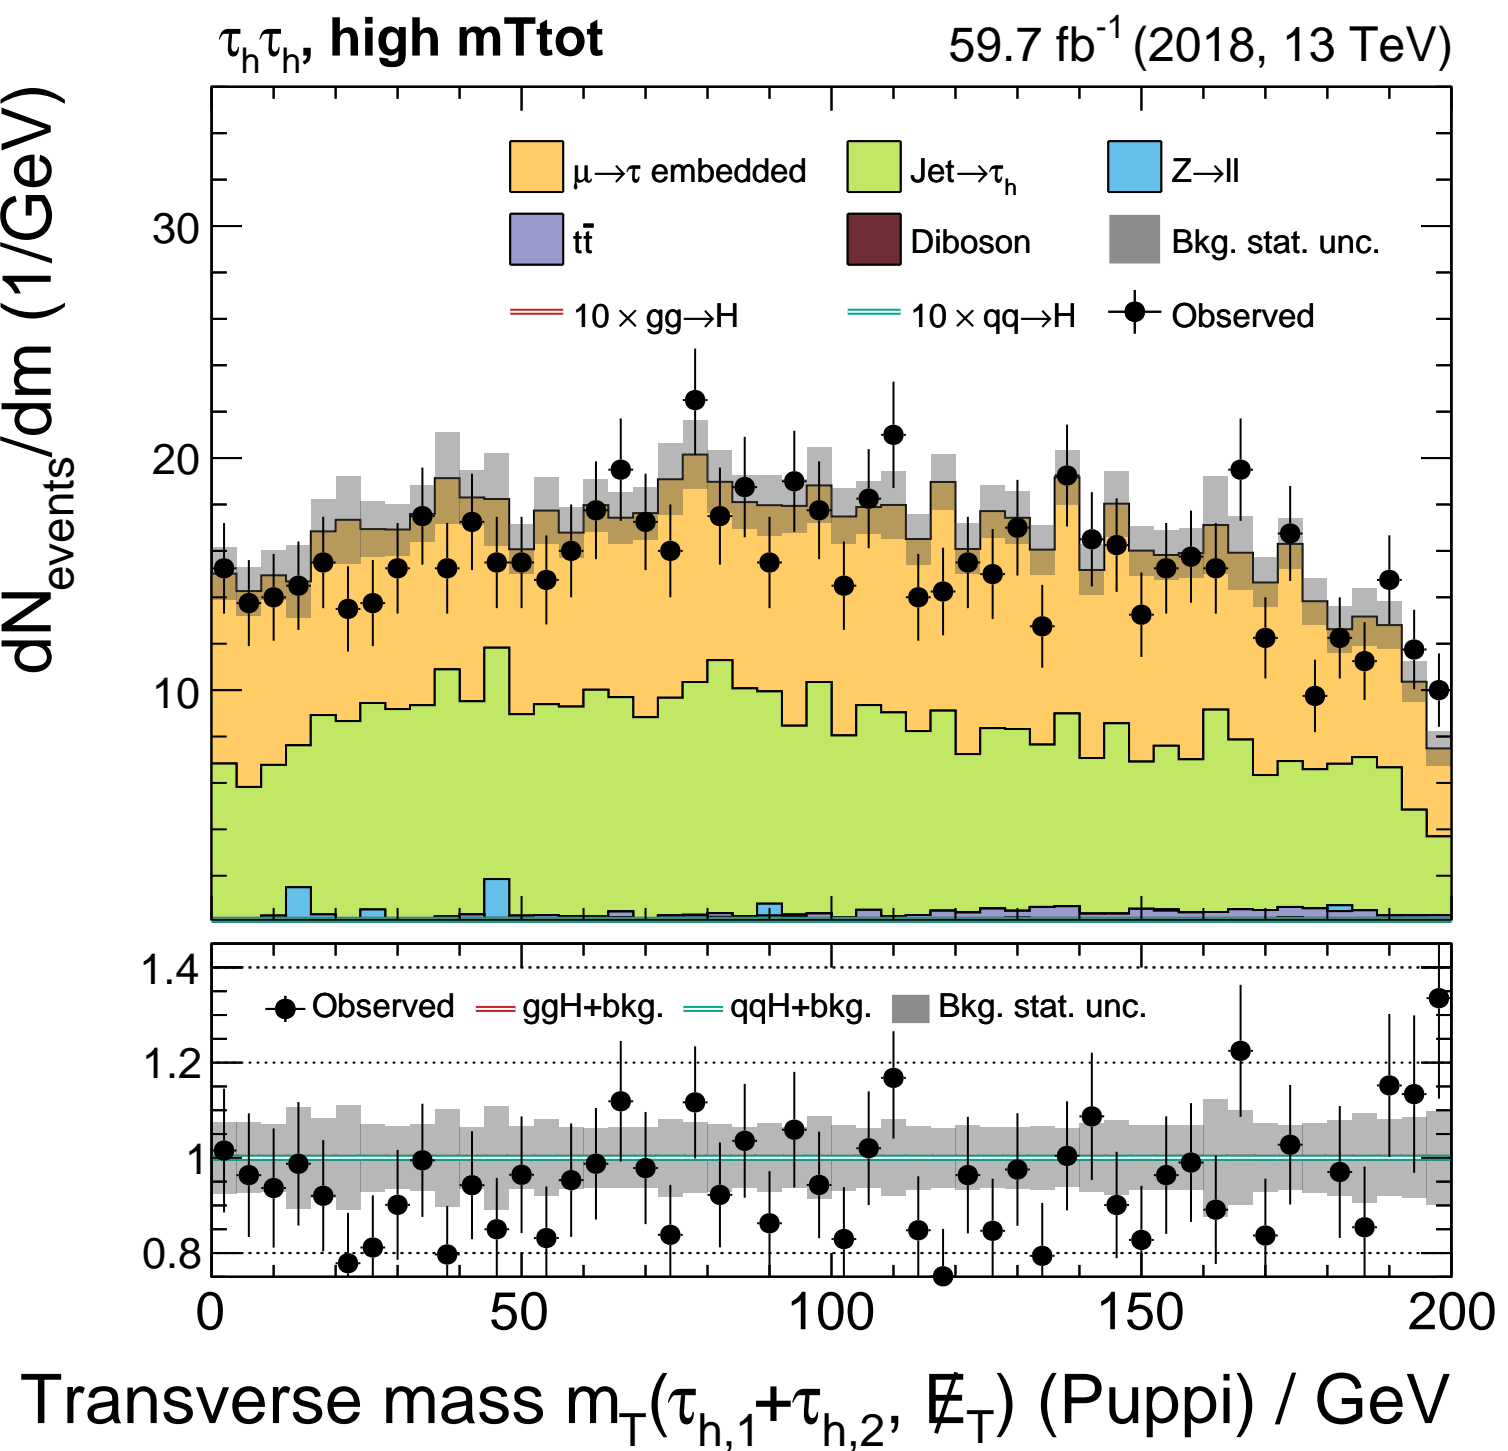 τhτh, high mTtot 59.7 fb-1 (2018, 13 TeV)
dNevents/dm (1/GeV)
μ→τ embedded Jet→τh Z→ll
tt̄ Diboson Bkg. stat. unc.
10 × gg→H 10 × qq→H Observed
30
20
10
Observed ggH+bkg. qqH+bkg. Bkg. stat. unc.
1.4
1.2
1
0.8
0 50 100 150 200
Transverse mass mT(τh,1+τh,2, E̸T) (Puppi) / GeV